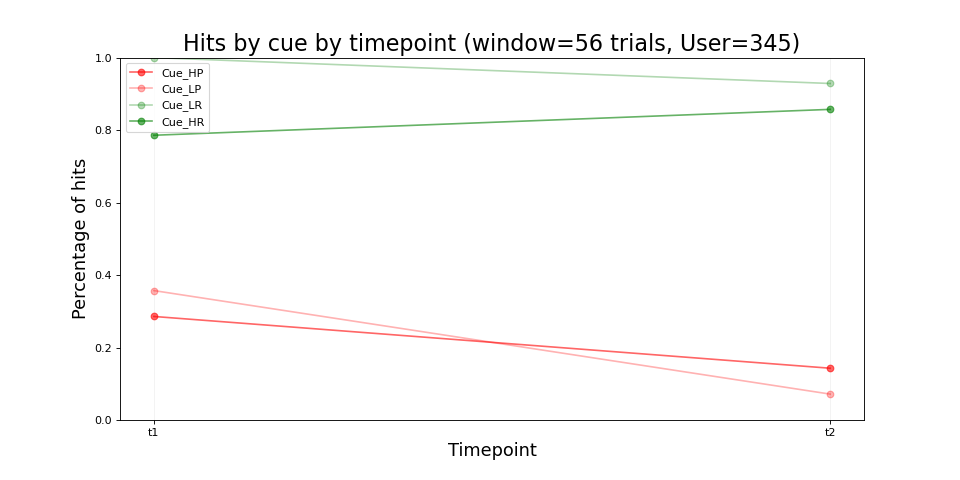 Hits by cue by timepoint (window=56 trials, User=345)
Cue_HP
Cue_LP
Cue_LR
Cue_HR
Percentage of hits
1.0
0.8
0.6
0.4
0.2
0.0
t1
t2
Timepoint